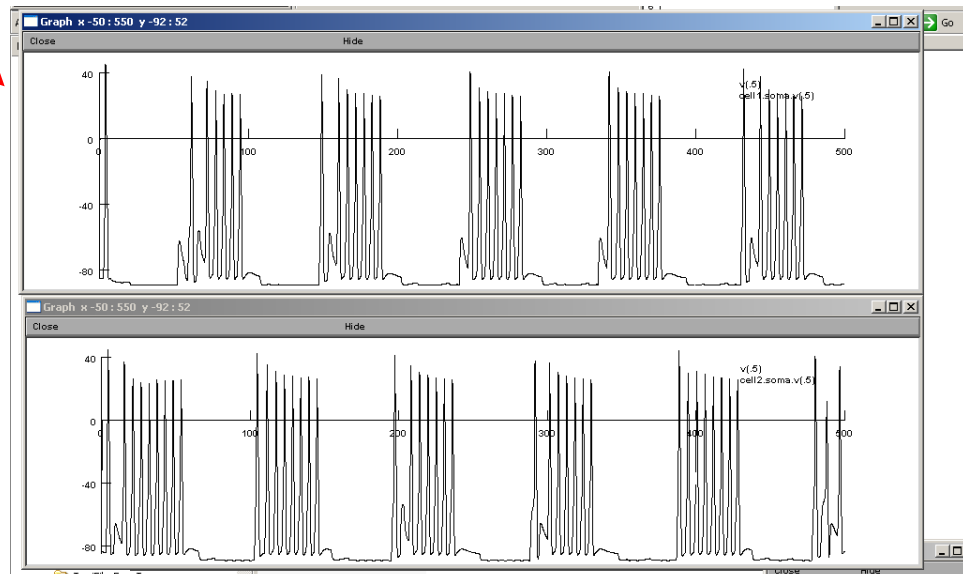 Graph x -50 : 550 y -92 : 52
Go
Close Hide
40
v(.5)
cell1.soma.v(.5)
0
0 100 200 300 400 500
-40
-80
Graph x -50 : 550 y -92 : 52
Close Hide
40
v(.5)
cell2.soma.v(.5)
0
0 100 200 300 400 500
-40
-80
Close Hide